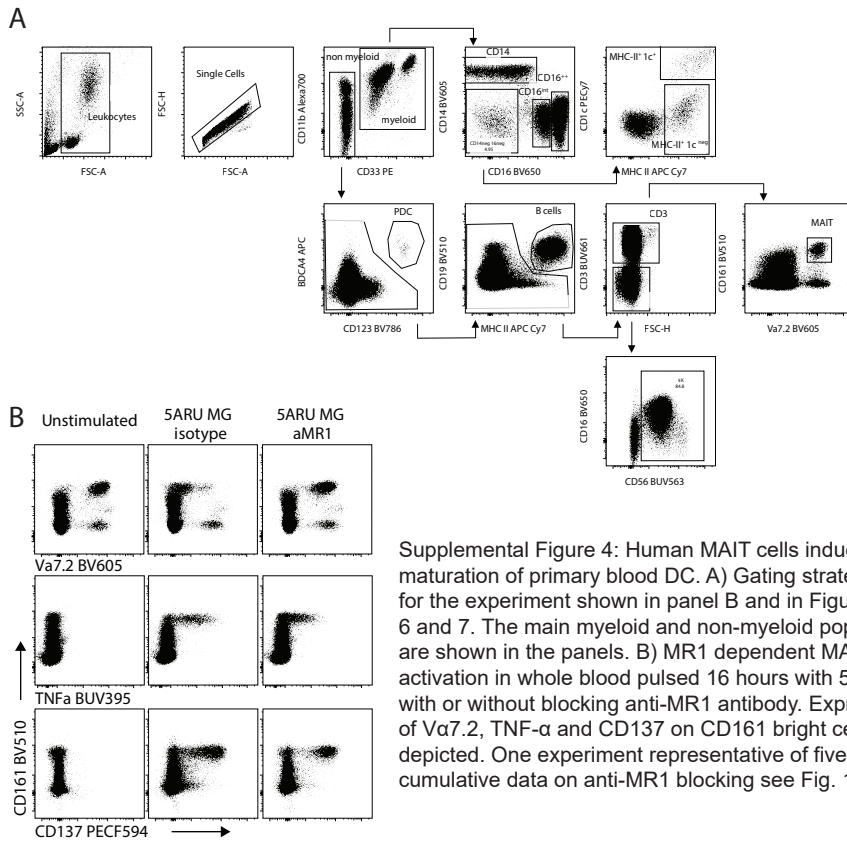 A
SSC-A
Leukocytes
FSC-A
FSC-H
Single Cells
FSC-A
CD11b Alexa700
non myeloid
myeloid
CD33 PE
CD14 BV605
CD14
CD16++
CD16int
CD14neg 16neg
4.95
CD16 BV650
CD1c PECy7
MHC-II+ 1c+
MHC-II+ 1c neg
MHC II APC Cy7
BDCA4 APC
PDC
CD123 BV786
CD19 BV510
B cells
MHC II APC Cy7
CD3 BUV661
CD3
FSC-H
CD161 BV510
MAIT
Va7.2 BV605
CD16 BV650
84.8
CD56 BUV563
B
Unstimulated
5ARU MG
isotype
5ARU MG
aMR1
Va7.2 BV605
TNFa BUV395
CD161 BV510
CD137 PECF594
Supplemental Figure 4: Human MAIT cells induc
maturation of primary blood DC. A) Gating strate
for the experiment shown in panel B and in Figu
6 and 7. The main myeloid and non-myeloid pop
are shown in the panels. B) MR1 dependent MA
activation in whole blood pulsed 16 hours with 5
with or without blocking anti-MR1 antibody. Expr
of Vα7.2, TNF-α and CD137 on CD161 bright ce
depicted. One experiment representative of five
cumulative data on anti-MR1 blocking see Fig. 1